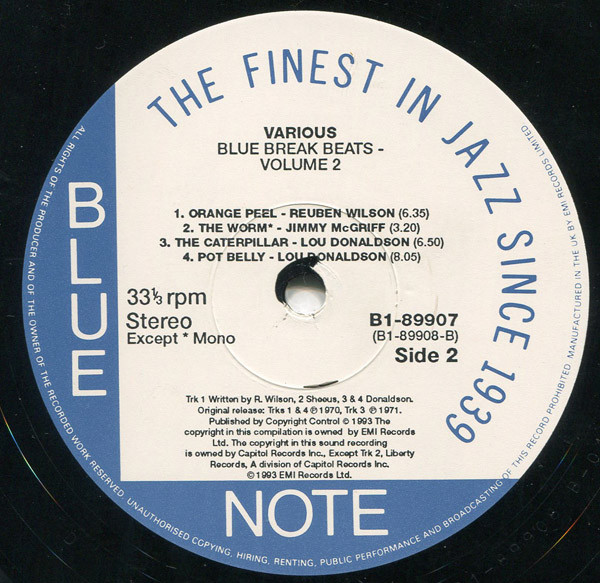 THE FINEST IN JAZZ SINCE 1939
VARIOUS
BLUE BREAK BEATS -
VOLUME 2
1. ORANGE PEEL - REUBEN WILSON (6.35)
2. THE WORM* - JIMMY McGRIFF (3.20)
3. THE CATERPILLAR - LOU DONALDSON (6.50)
4. POT BELLY - LOU DONALDSON (8.05)
33⅓ rpm
Stereo
Except * Mono
B1-89907
(B1-89908-B)
Side 2
Trk 1 Written by R. Wilson, 2 Sheous, 3 & 4 Donaldson.
Original release: Trks 1 & 4 ℗ 1970, Trk 3 ℗ 1971.
Published by Copyright Control © 1993 The
copyright in this compilation is owned by EMI Records
Ltd. The copyright in this sound recording
is owned by Capitol Records Inc., Except Trk 2, Liberty
Records, A division of Capitol Records Inc.
© 1993 EMI Records Ltd.
BLUE
NOTE
ALL RIGHTS OF THE PRODUCER AND OF THE OWNER OF THE RECORDED WORK RESERVED. UNAUTHORISED COPYING, HIRING, RENTING, PUBLIC PERFORMANCE AND BROADCASTING OF THIS RECORD PROHIBITED. MANUFACTURED IN THE UK BY EMI RECORDS LIMITED